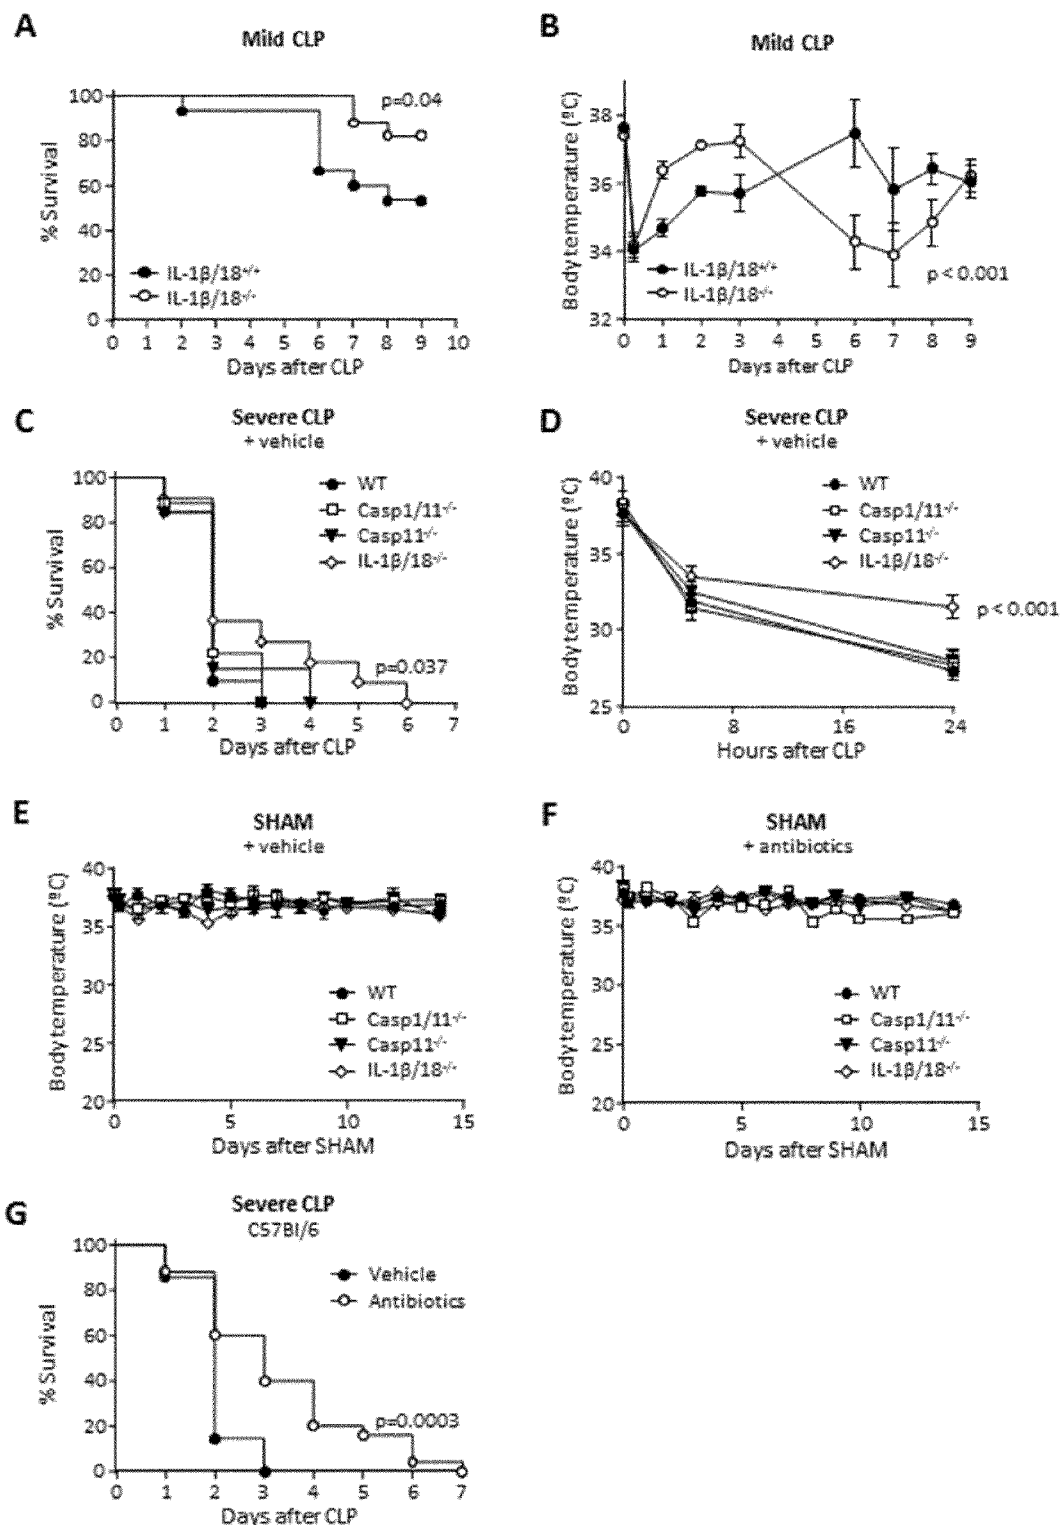 A
Mild CLP
% Survival
100
80
60
40
20
0
p=0.04
IL-1β/18+/+
IL-1β/18-/-
0 1 2 3 4 5 6 7 8 9 10
Days after CLP
B
Mild CLP
Bodytemperature (ºC)
38
36
34
32
IL-1β/18+/+
IL-1β/18-/-
p < 0.001
0 1 2 3 4 5 6 7 8 9
Days after CLP
C
Severe CLP
+ vehicle
% Survival
100
80
60
40
20
0
WT
Casp1/11-/-
Casp11-/-
IL-1β/18-/-
p=0.037
0 1 2 3 4 5 6 7
Days after CLP
D
Severe CLP
+ vehicle
Bodytemperature (ºC)
40
35
30
25
WT
Casp1/11-/-
Casp11-/-
IL-1β/18-/-
p < 0.001
0 8 16 24
Hours after CLP
E
SHAM
+ vehicle
Bodytemperature (ºC)
40
35
30
25
20
WT
Casp1/11-/-
Casp11-/-
IL-1β/18-/-
0 5 10 15
Days after SHAM
F
SHAM
+ antibiotics
Bodytemperature (ºC)
40
35
30
25
20
WT
Casp1/11-/-
Casp11-/-
IL-1β/18-/-
0 5 10 15
Days after SHAM
G
Severe CLP
C57Bl/6
% Survival
100
80
60
40
20
0
Vehicle
Antibiotics
p=0.0003
0 1 2 3 4 5 6 7
Days after CLP